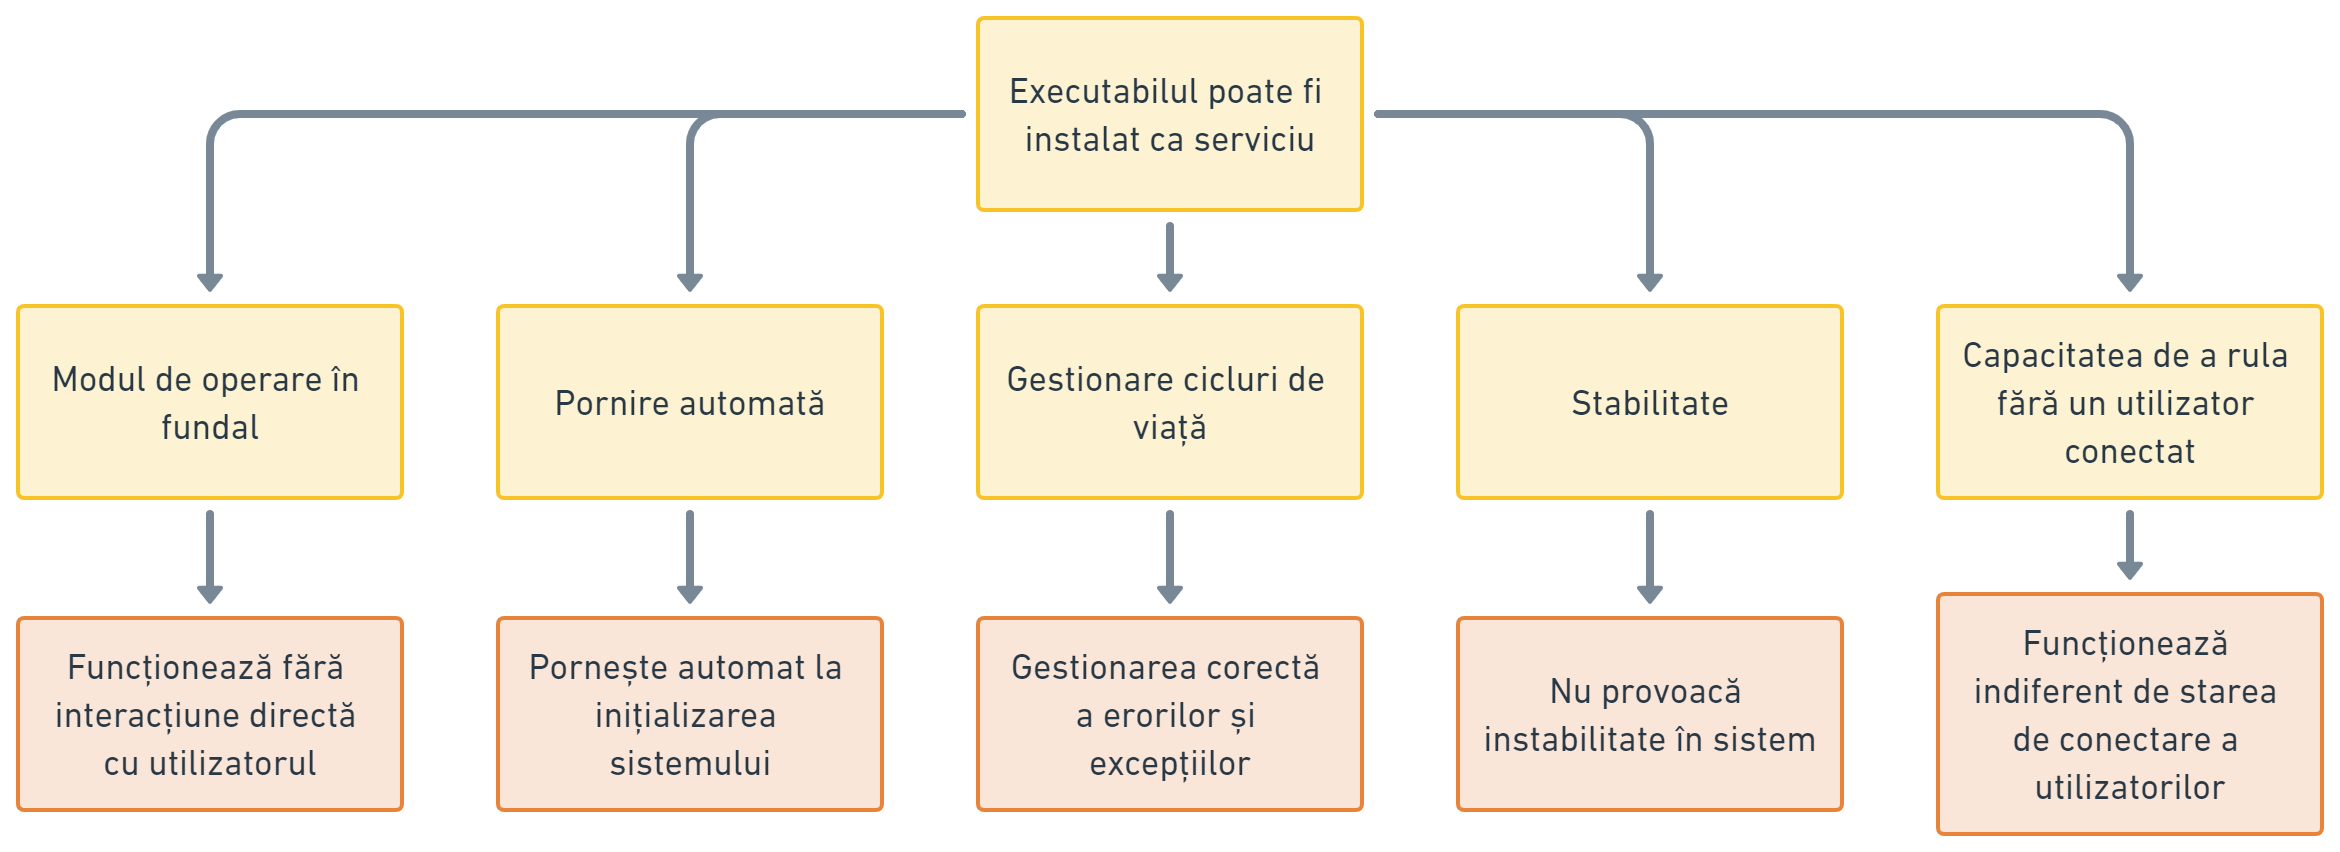 Executabilul poate fi
instalat ca serviciu
Modul de operare în
fundal
Pornire automată
Gestionare cicluri de
viață
Stabilitate
Capacitatea de a rula
fără un utilizator
conectat
Funcționează fără
interacțiune directă
cu utilizatorul
Pornește automat la
inițializarea
sistemului
Gestionarea corectă
a erorilor și
excepțiilor
Nu provoacă
instabilitate în sistem
Funcționează
indiferent de starea
de conectare a
utilizatorilor